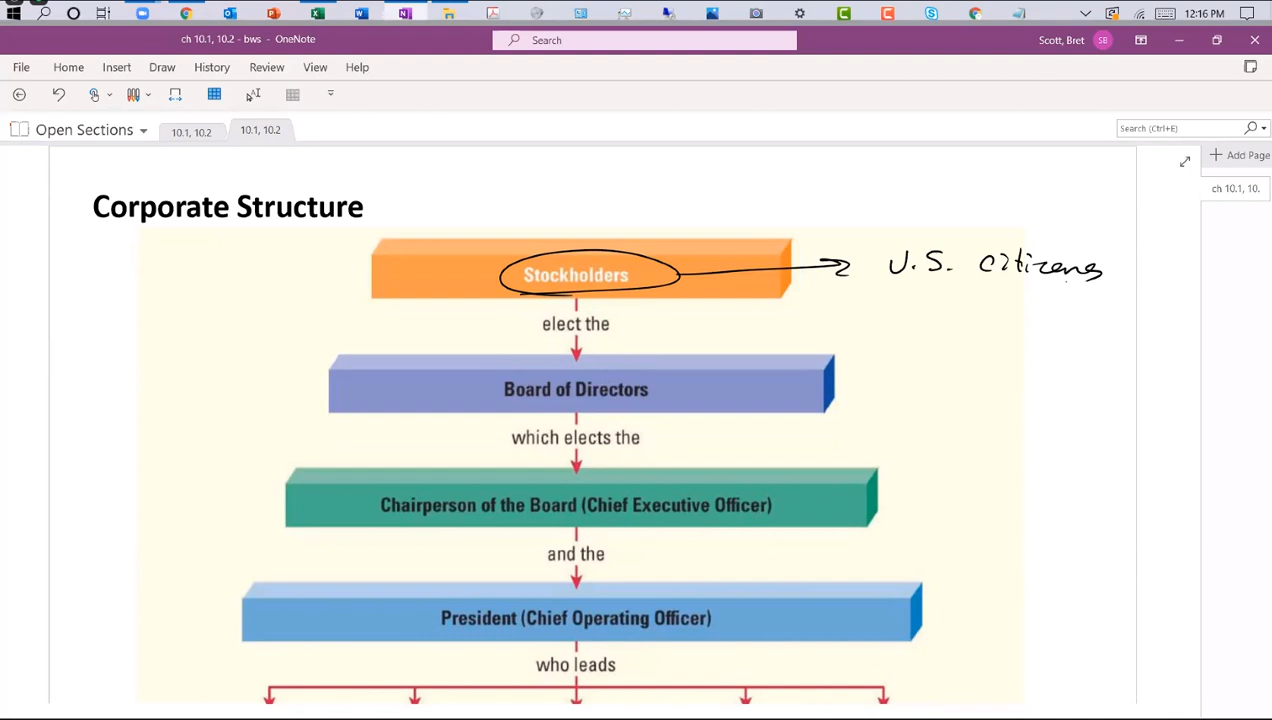 12:16 PM
ch 10.1, 10.2 - bws - OneNote
Search
Scott, Bret
SB
File Home Insert Draw History Review View Help
Open Sections
10.1, 10.2
10.1, 10.2
Search (Ctrl+E)
Add Page
ch 10.1, 10.
Corporate Structure
Stockholders
U.S. citizens
elect the
Board of Directors
which elects the
Chairperson of the Board (Chief Executive Officer)
and the
President (Chief Operating Officer)
who leads